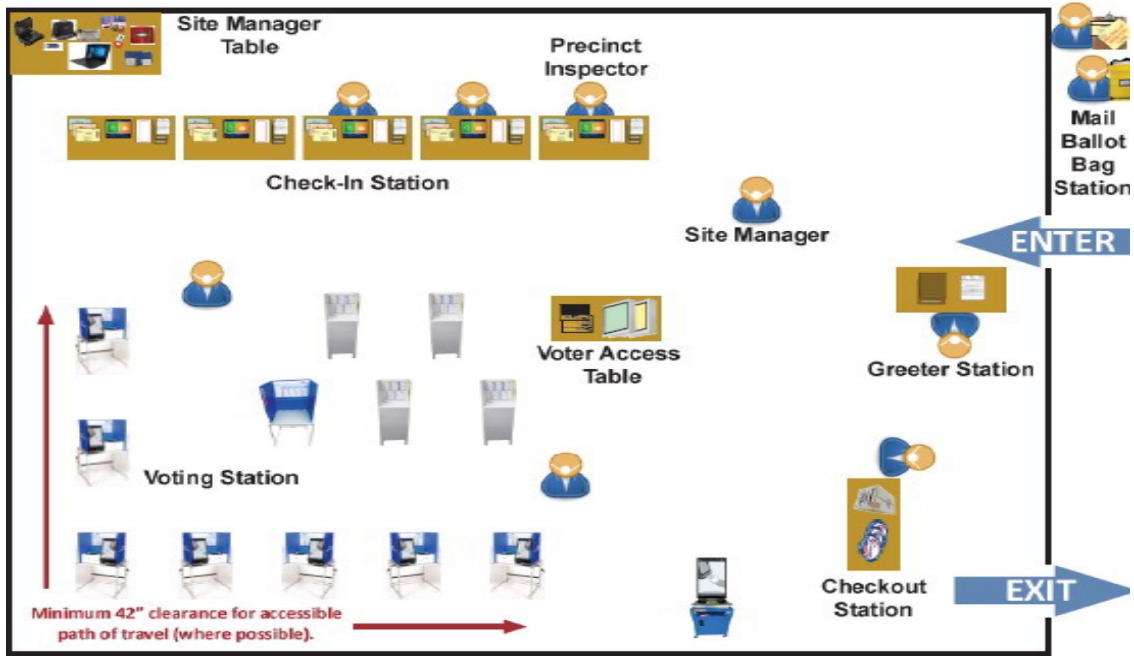 Site Manager
Table
Precinct
Inspector
Mail
Ballot
Bag
Station
Check-In Station
Site Manager
ENTER
Voter Access
Table
Greeter Station
Voting Station
Checkout
Station
EXIT
Minimum 42" clearance for accessible
path of travel (where possible).